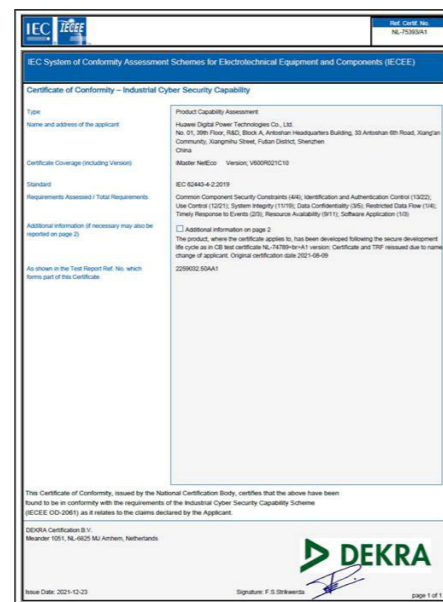 IEC IECEE
Ref. Certif. No.
NL-75393/A1
IEC System of Conformity Assessment Schemes for Electrotechnical Equipment and Components (IECEE)
Certificate of Conformity – Industrial Cyber Security Capability
Type
Product Capability Assessment
Name and address of the applicant
Huawei Digital Power Technologies Co., Ltd.
No. 01, 39th Floor, R&D, Block A, Antoshan Headquarters Building, 33 Antoshan 6th Road, Xiang'an
Community, Xiangmihu Street, Futian District, Shenzhen
China
Certificate Coverage (including Version)
iMaster NetEco Version; V600R021C10
Standard
IEC 62443-4-2:2019
Requirements Assessed / Total Requirements
Common Component Security Constraints (4/4); Identification and Authentication Control (13/22);
Use Control (12/21); System Integrity (11/19); Data Confidentiality (3/5); Restricted Data Flow (1/4);
Timely Response to Events (2/3); Resource Availability (9/11); Software Application (1/3)
Additional information (if necessary may also be
reported on page 2)
Additional information on page 2
The product, where the certificate applies to, has been developed following the secure development
life cycle as in CB test certificate NL-74789<br>A1 version: Certificate and TRF reissued due to name
change of applicant. Original certification date 2021-08-09
As shown in the Test Report Ref. No. which
forms part of this Certificate
2259032.50AA1
This Certificate of Conformity, issued by the National Certification Body, certifies that the above have been
found to be in conformity with the requirements of the Industrial Cyber Security Capability Scheme
(IECEE OD-2061) as it relates to the claims declared by the Applicant.
DEKRA Certification B.V.
Meander 1051, NL-6825 MJ Arnhem, Netherlands
DEKRA
Issue Date: 2021-12-23
Signature: F.S Strikwerda
page 1 of 1